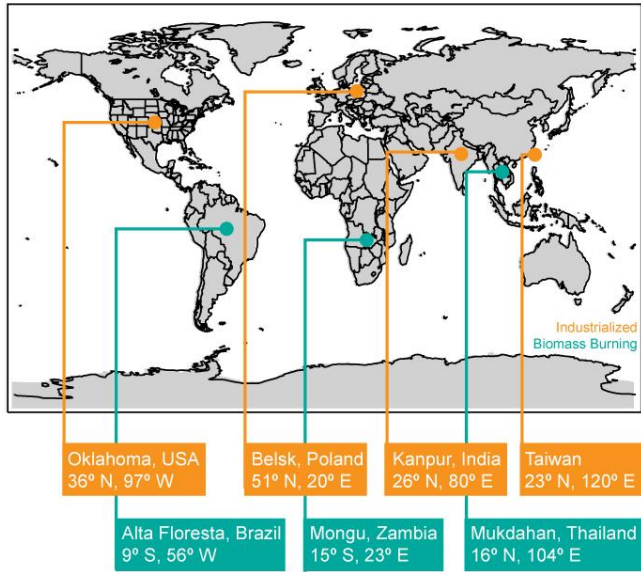 Industrialized
Biomass Burning
Oklahoma, USA
36º N, 97º W
Belsk, Poland
51º N, 20º E
Kanpur, India
26º N, 80º E
Taiwan
23º N, 120º E
Alta Floresta, Brazil
9º S, 56º W
Mongu, Zambia
15º S, 23º E
Mukdahan, Thailand
16º N, 104º E